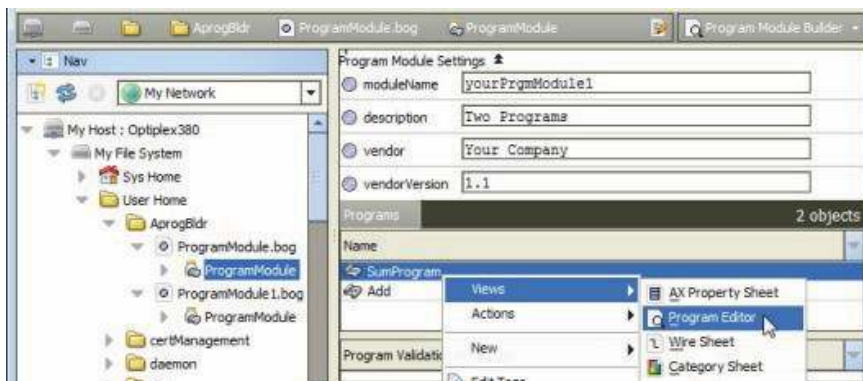 AprogBldr ProgramModule.bog ProgramModule Program Module Builder
Nav
My Network
My Host : Optiplex380
My File System
Sys Home
User Home
AprogBldr
ProgramModule.bog
ProgramModule
ProgramModule1.bog
ProgramModule
certManagement
daemon
Program Module Settings
moduleName yourPrgmModule1
description Two Programs
vendor Your Company
vendorVersion 1.1
Programs 2 objects
Name
SumProgram
Add
Views
Actions
New
Edit Tags
AX Property Sheet
Program Editor
Wire Sheet
Category Sheet
Program Validatio